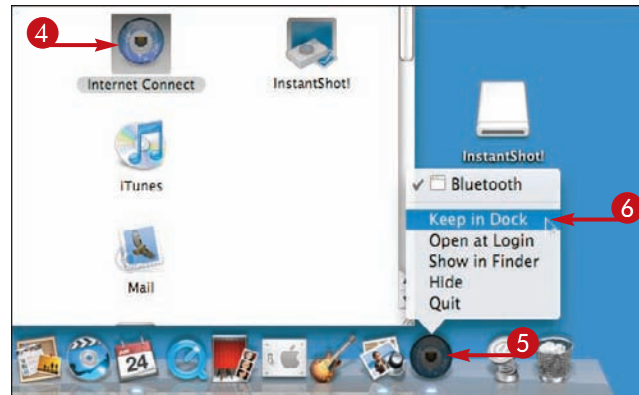 4
Internet Connect
InstantShot!
iTunes
Mail
InstantShot!
✓ Bluetooth
Keep in Dock
6
Open at Login
Show in Finder
Hide
Quit
24
5